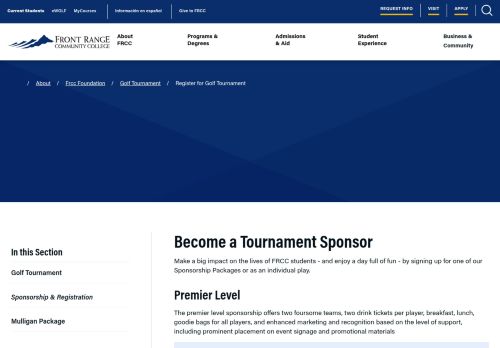 Current Students eWOLF MyCourses Información en español Give to FRCC REQUEST INFO VISIT APPLY
FRONT RANGE
COMMUNITY COLLEGE
About
FRCC
Programs &
Degrees
Admissions
& Aid
Student
Experience
Business &
Community
/ About / Frcc Foundation / Golf Tournament / Register for Golf Tournament
In this Section
Golf Tournament
Sponsorship & Registration
Mulligan Package
Become a Tournament Sponsor
Make a big impact on the lives of FRCC students - and enjoy a day full of fun - by signing up for one of our
Sponsorship Packages or as an individual play.
Premier Level
The premier level sponsorship offers two foursome teams, two drink tickets per player, breakfast, lunch,
goodie bags for all players, and enhanced marketing and recognition based on the level of support,
including prominent placement on event signage and promotional materials